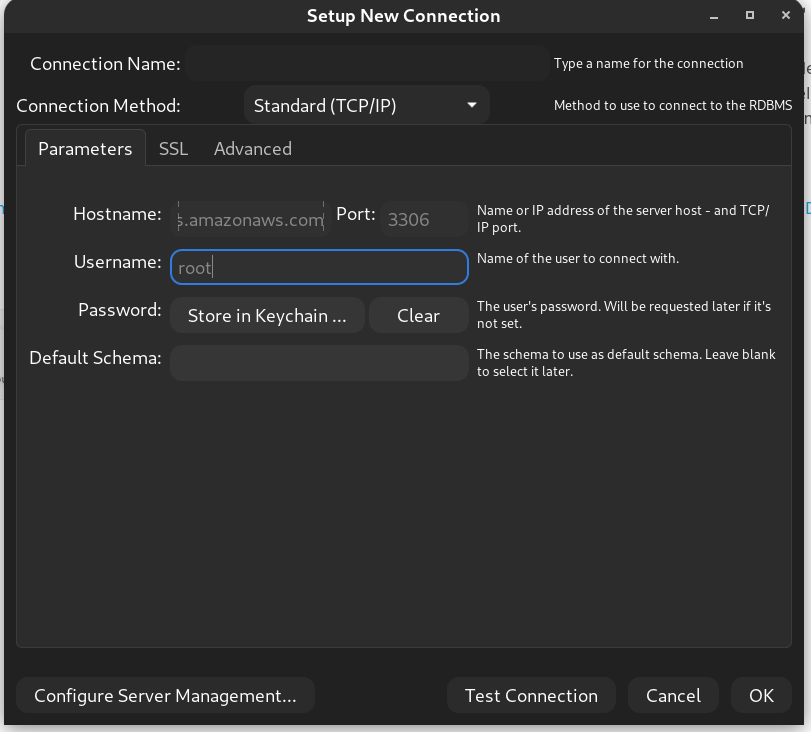 Setup New Connection
Connection Name:
Type a name for the connection
Connection Method:
Standard (TCP/IP)
Method to use to connect to the RDBMS
Parameters
SSL
Advanced
Hostname:
s.amazonaws.com
Port:
3306
Name or IP address of the server host - and TCP/
IP port.
Username:
root
Name of the user to connect with.
Password:
Store in Keychain ...
Clear
The user's password. Will be requested later if it's
not set.
Default Schema:
The schema to use as default schema. Leave blank
to select it later.
Configure Server Management...
Test Connection
Cancel
OK